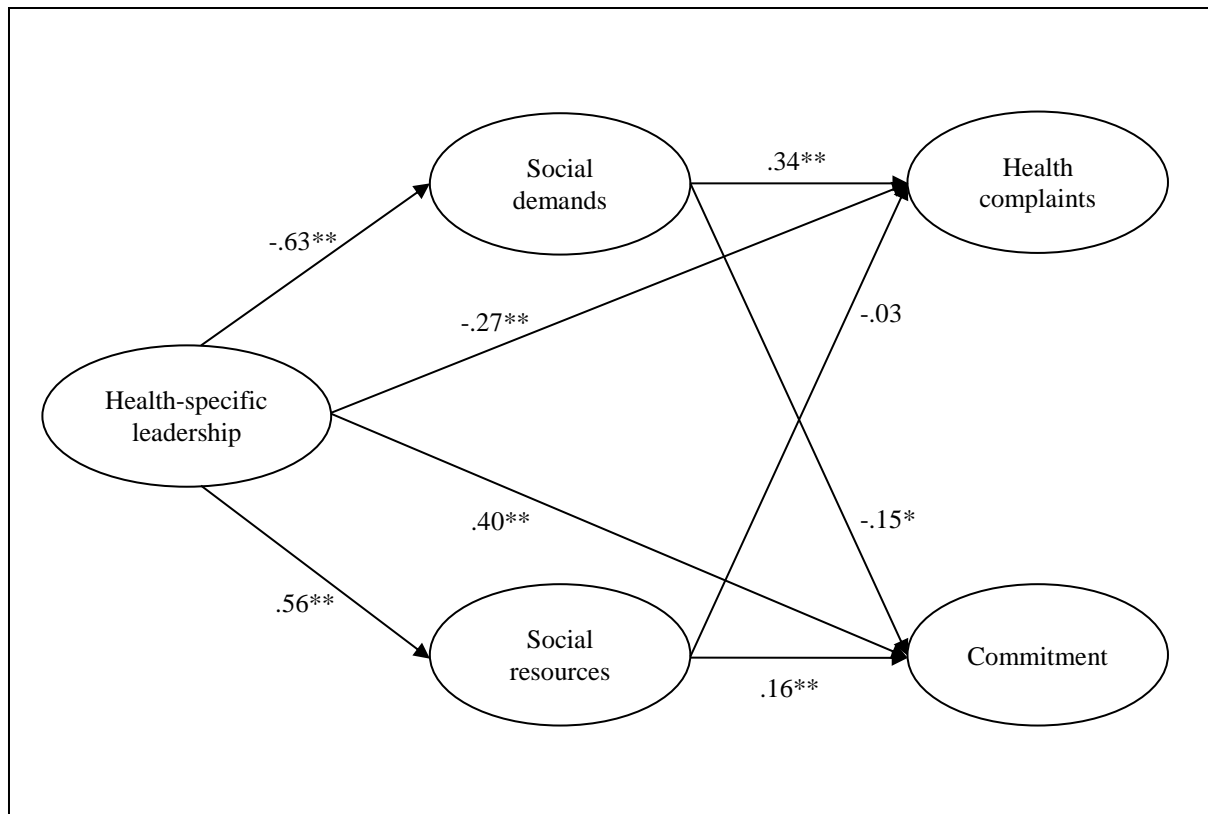 Social
demands
.34**
Health
complaints
-.63**
-.27**
-.03
Health-specific
leadership
.40**
-.15*
.56**
Social
resources
.16**
Commitment